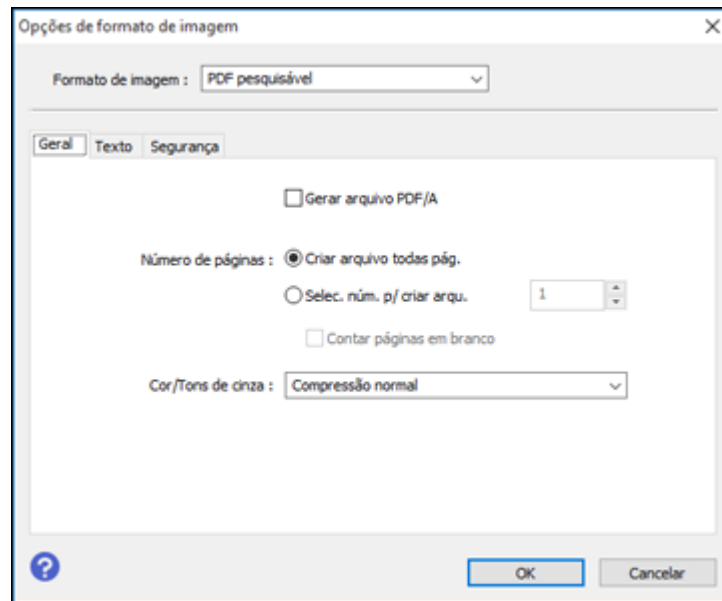 Opções de formato de imagem
Formato de imagem : PDF pesquisável
Geral Texto Segurança
Gerar arquivo PDF/A
Número de páginas : Criar arquivo todas pág.
Selec. núm. p/ criar arqu. 1
Contar páginas em branco
Cor/Tons de cinza : Compressão normal
? OK Cancelar